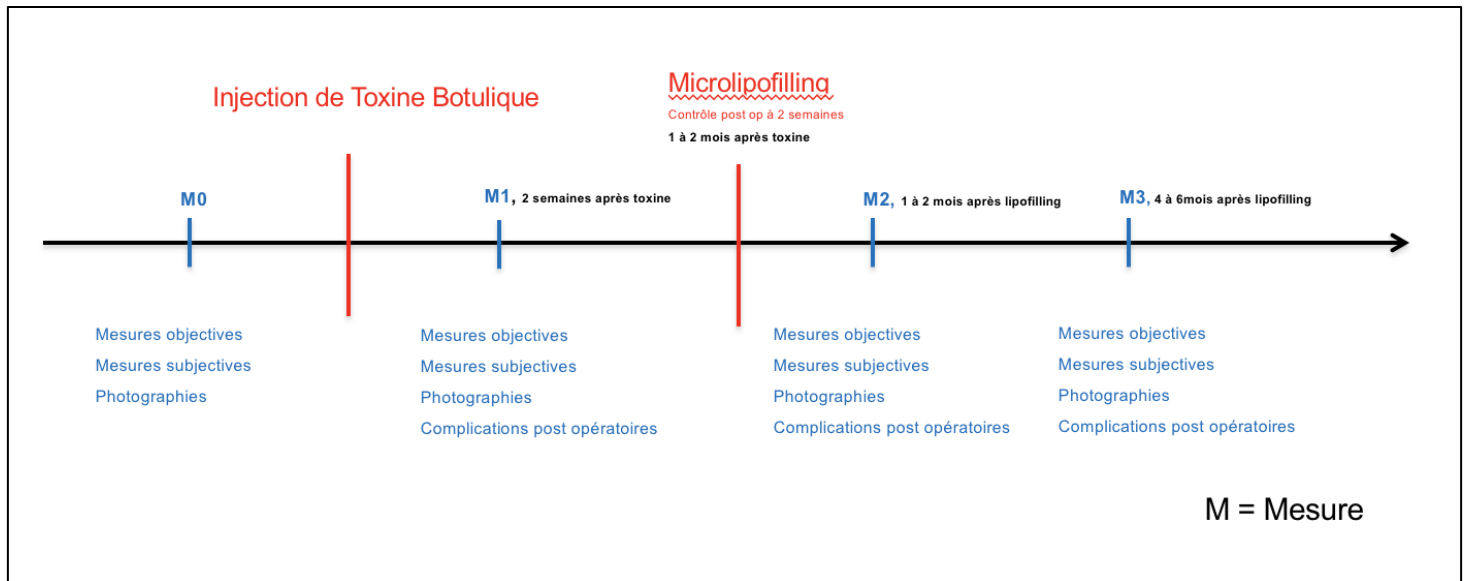 Injection de Toxine Botulique
Microlipofilling
Contrôle post op à 2 semaines
1 à 2 mois après toxine
M0
M1, 2 semaines après toxine
M2, 1 à 2 mois après lipofilling
M3, 4 à 6mois après lipofilling
Mesures objectives
Mesures subjectives
Photographies
Mesures objectives
Mesures subjectives
Photographies
Complications post opératoires
Mesures objectives
Mesures subjectives
Photographies
Complications post opératoires
Mesures objectives
Mesures subjectives
Photographies
Complications post opératoires
M = Mesure